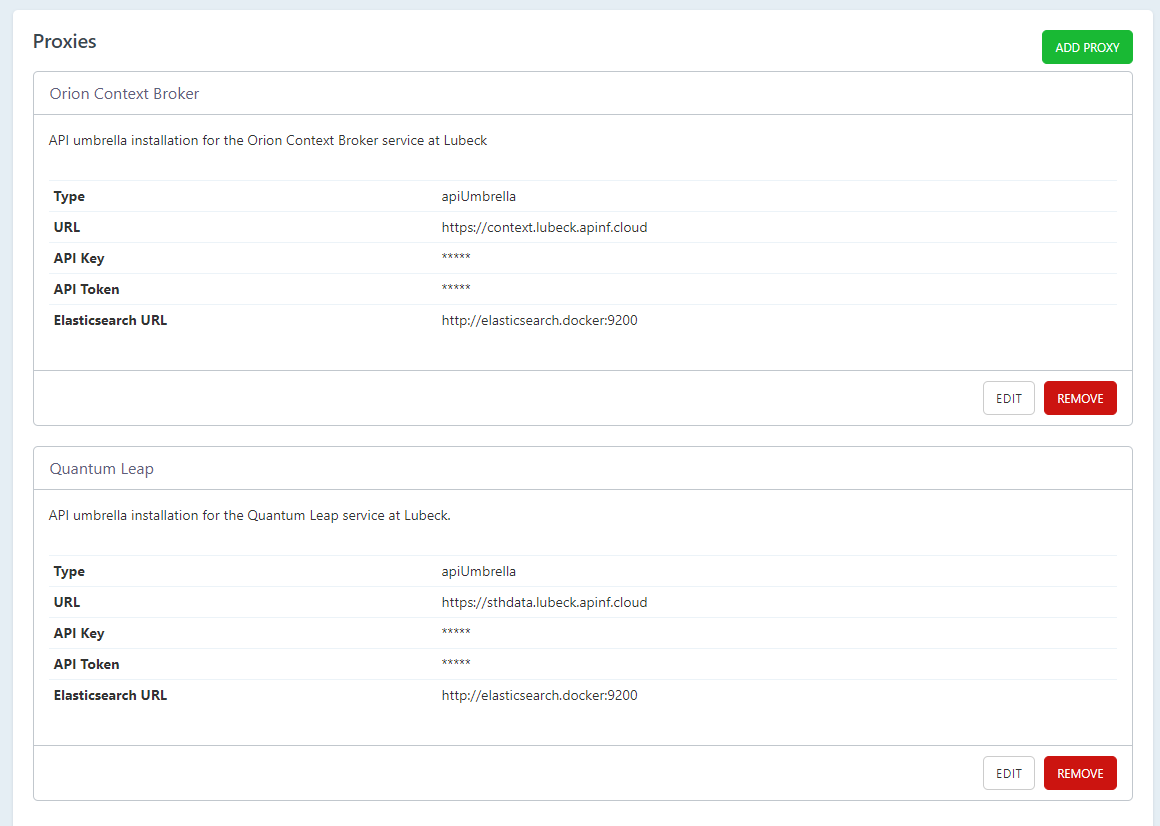 Proxies
ADD PROXY
Orion Context Broker
API umbrella installation for the Orion Context Broker service at Lubeck
Type apiUmbrella
URL https://context.lubeck.apinf.cloud
API Key *****
API Token *****
Elasticsearch URL http://elasticsearch.docker:9200
EDIT REMOVE
Quantum Leap
API umbrella installation for the Quantum Leap service at Lubeck.
Type apiUmbrella
URL https://sthdata.lubeck.apinf.cloud
API Key *****
API Token *****
Elasticsearch URL http://elasticsearch.docker:9200
EDIT REMOVE